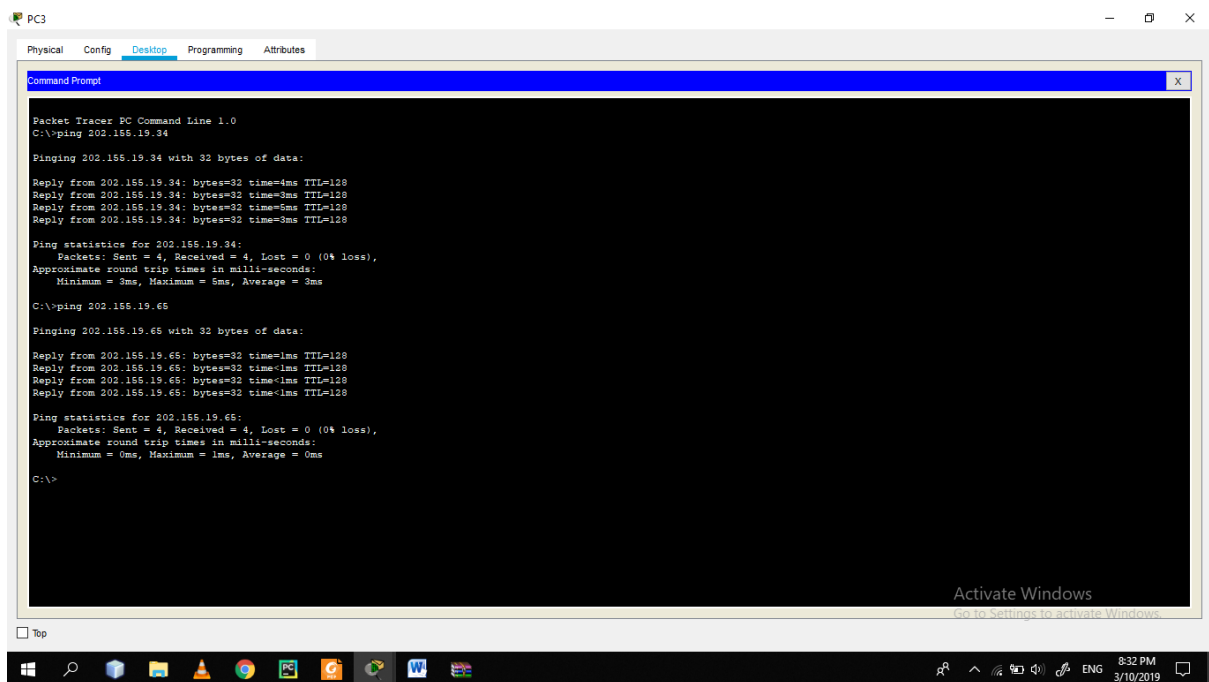 PC3
Physical Config Desktop Programming Attributes
Command Prompt
X
Packet Tracer PC Command Line 1.0
C:\>ping 202.155.19.34
Pinging 202.155.19.34 with 32 bytes of data:
Reply from 202.155.19.34: bytes=32 time=4ms TTL=128
Reply from 202.155.19.34: bytes=32 time=3ms TTL=128
Reply from 202.155.19.34: bytes=32 time=5ms TTL=128
Reply from 202.155.19.34: bytes=32 time=3ms TTL=128
Ping statistics for 202.155.19.34:
Packets: Sent = 4, Received = 4, Lost = 0 (0% loss),
Approximate round trip times in milli-seconds:
Minimum = 3ms, Maximum = 5ms, Average = 3ms
C:\>ping 202.155.19.65
Pinging 202.155.19.65 with 32 bytes of data:
Reply from 202.155.19.65: bytes=32 time=1ms TTL=128
Reply from 202.155.19.65: bytes=32 time<1ms TTL=128
Reply from 202.155.19.65: bytes=32 time<1ms TTL=128
Reply from 202.155.19.65: bytes=32 time<1ms TTL=128
Ping statistics for 202.155.19.65:
Packets: Sent = 4, Received = 4, Lost = 0 (0% loss),
Approximate round trip times in milli-seconds:
Minimum = 0ms, Maximum = 1ms, Average = 0ms
C:\>
Activate Windows
Go to Settings to activate Windows.
Top
PC
W
ENG
8:32 PM
3/10/2019